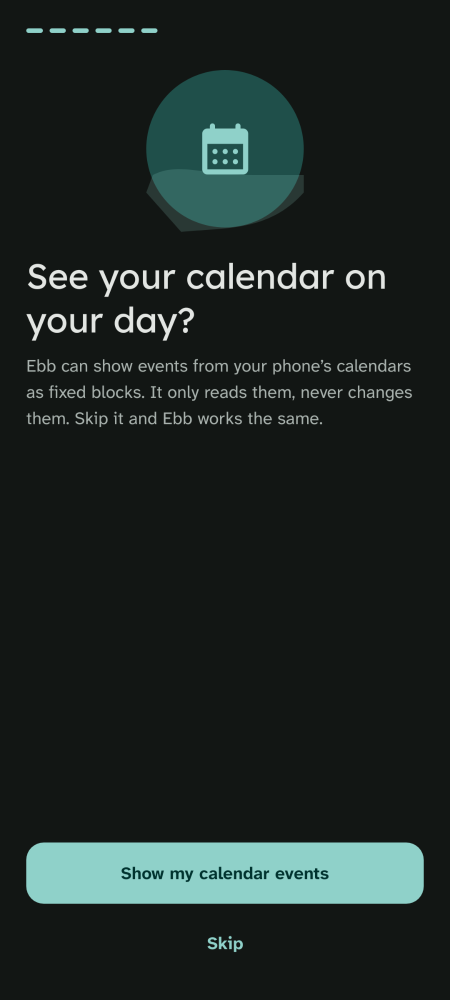 See your calendar on
your day?
Ebb can show events from your phone’s calendars
as fixed blocks. It only reads them, never changes
them. Skip it and Ebb works the same.
Show my calendar events
Skip